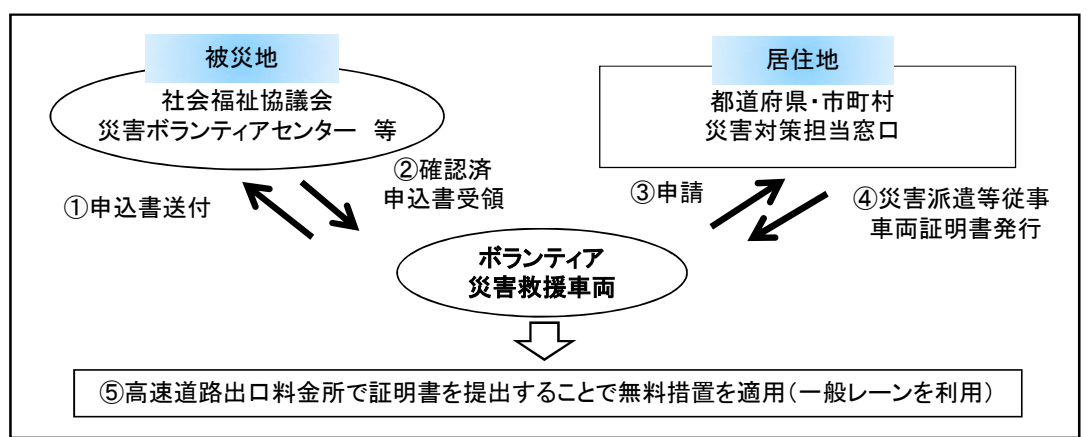 被災地
社会福祉協議会
災害ボランティアセンター 等
居住地
都道府県・市町村
災害対策担当窓口
①申込書送付
②確認済
申込書受領
③申請
④災害派遣等従事
車両証明書発行
ボランティア
災害救援車両
⑤高速道路出口料金所で証明書を提出することで無料措置を適用(一般レーンを利用)